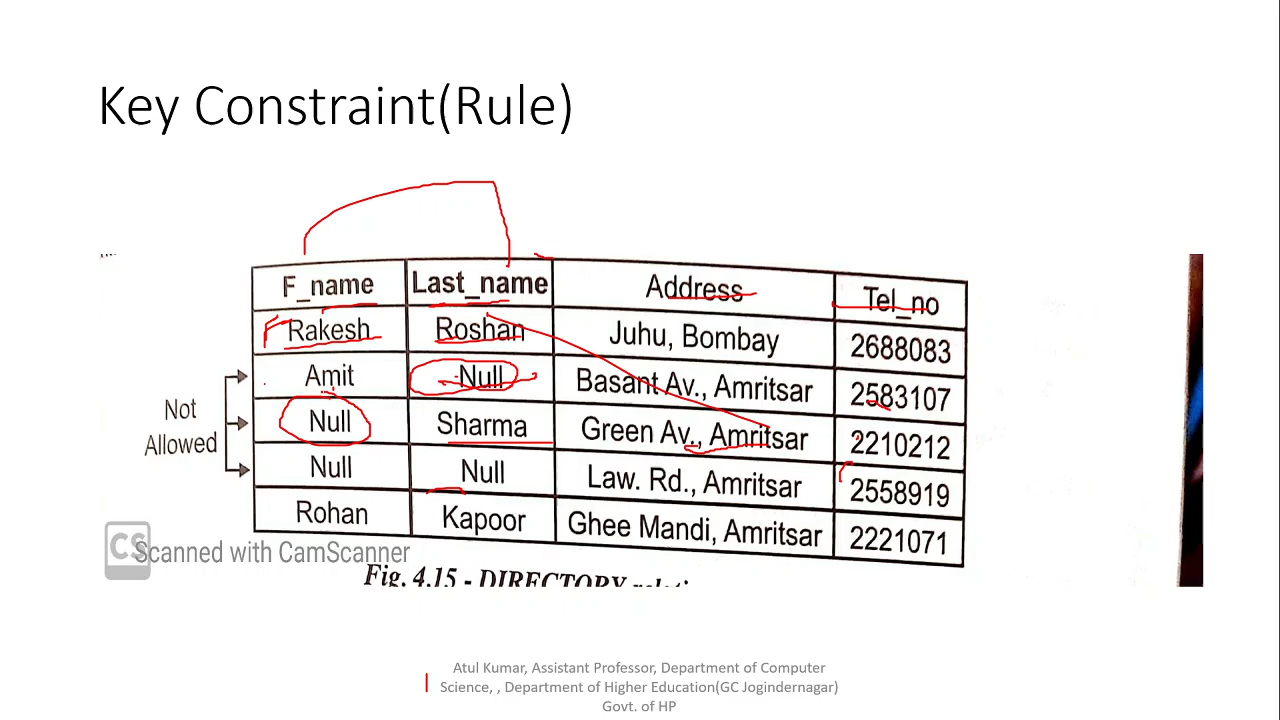 Key Constraint(Rule)
F_name Last_name Address Tel_no
Rakesh Roshan Juhu, Bombay 2688083
Amit Null Basant Av., Amritsar 2583107
Not Allowed
Null Sharma Green Av., Amritsar 2210212
Null Null Law. Rd., Amritsar 2558919
Rohan Kapoor Ghee Mandi, Amritsar 2221071
CS Scanned with CamScanner
Fig. 4.15 - DIRECTORY
Atul Kumar, Assistant Professor, Department of Computer
Science, , Department of Higher Education(GC Jogindernagar)
Govt. of HP